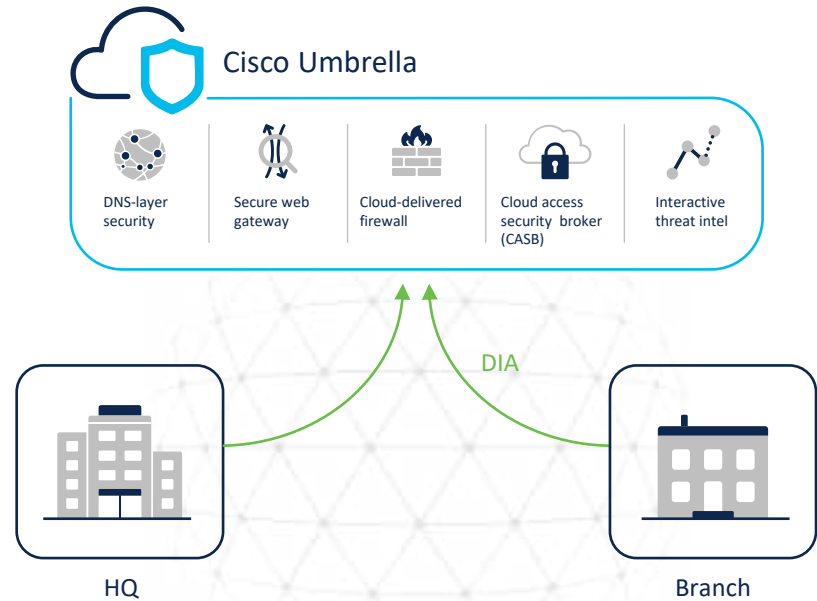 Cisco Umbrella
DNS-layer
security
Secure web
gateway
Cloud-delivered
firewall
Cloud access
security broker
(CASB)
Interactive
threat intel
DIA
HQ
Branch